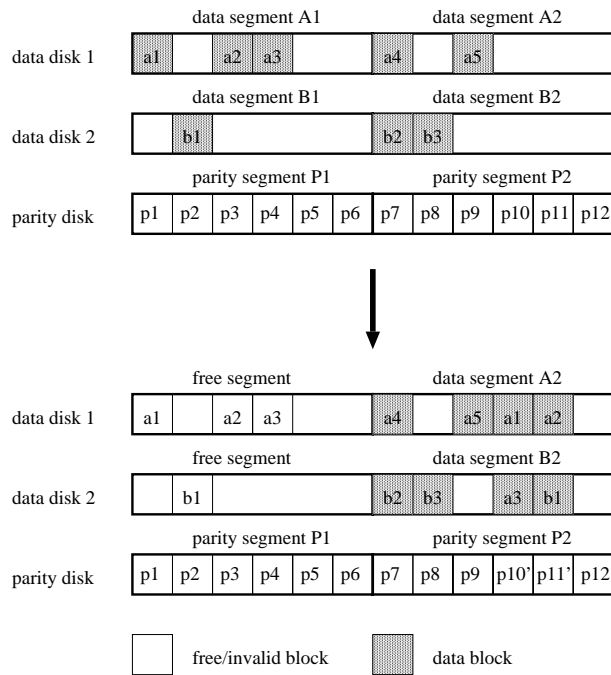 data segment A1 data segment A2
data disk 1 a1 a2 a3 a4 a5
data segment B1 data segment B2
data disk 2 b1 b2 b3
parity segment P1 parity segment P2
parity disk p1 p2 p3 p4 p5 p6 p7 p8 p9 p10 p11 p12
free segment data segment A2
data disk 1 a1 a2 a3 a4 a5 a1 a2
free segment data segment B2
data disk 2 b1 b2 b3 a3 b1
parity segment P1 parity segment P2
parity disk p1 p2 p3 p4 p5 p6 p7 p8 p9 p10' p11' p12
free/invalid block data block